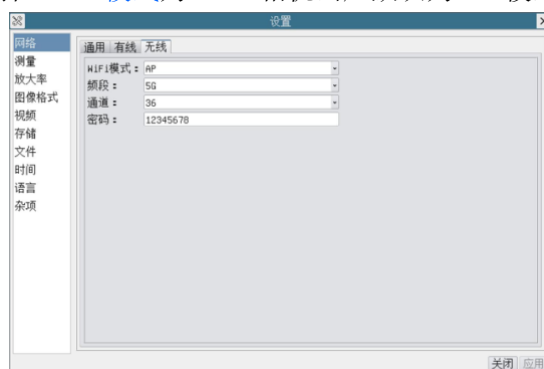 设置
网络
测量
放大率
图像格式
视频
存储
文件
时间
语言
杂项
通用 有线 无线
WiFi模式: AP
频段: 5G
通道: 36
密码: 12345678
关闭 应用